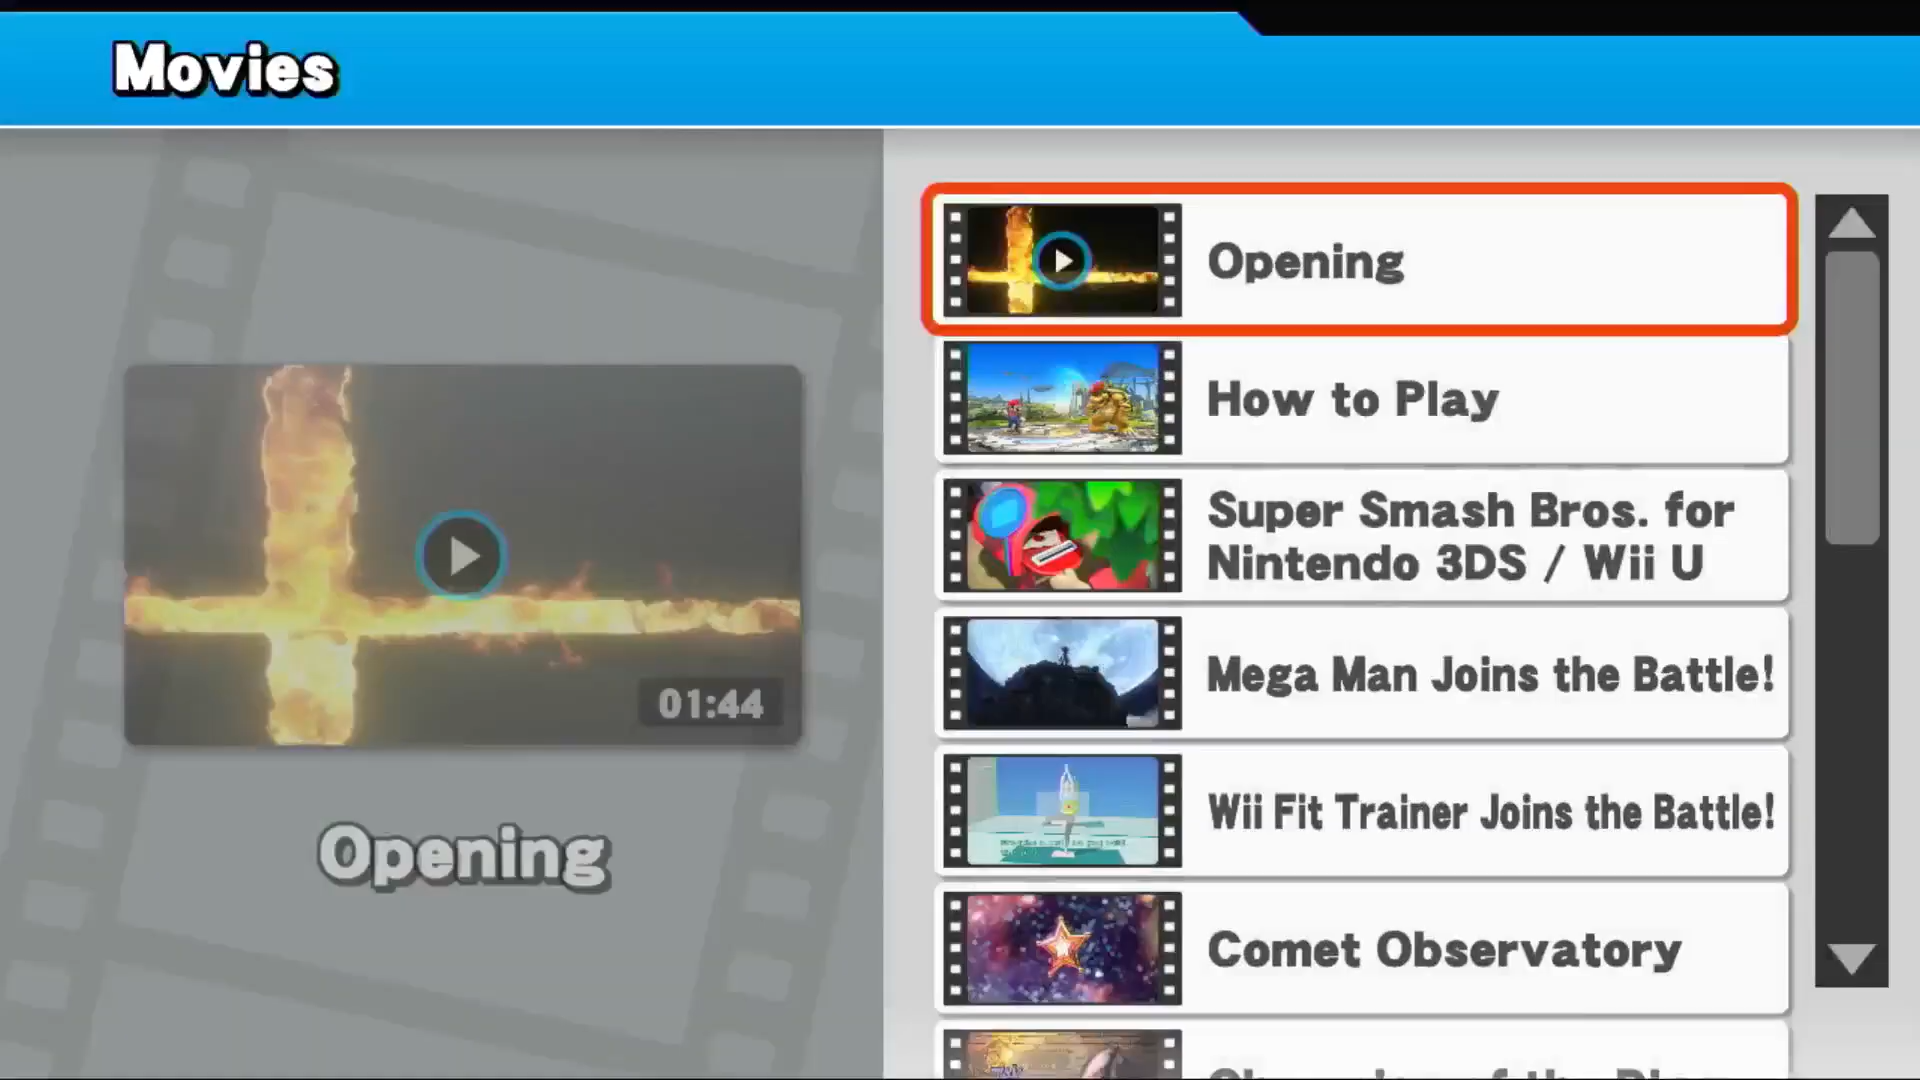 Movies
Opening
How to Play
Super Smash Bros. for
Nintendo 3DS / Wii U
Mega Man Joins the Battle!
Wii Fit Trainer Joins the Battle!
Comet Observatory
01:44
Opening